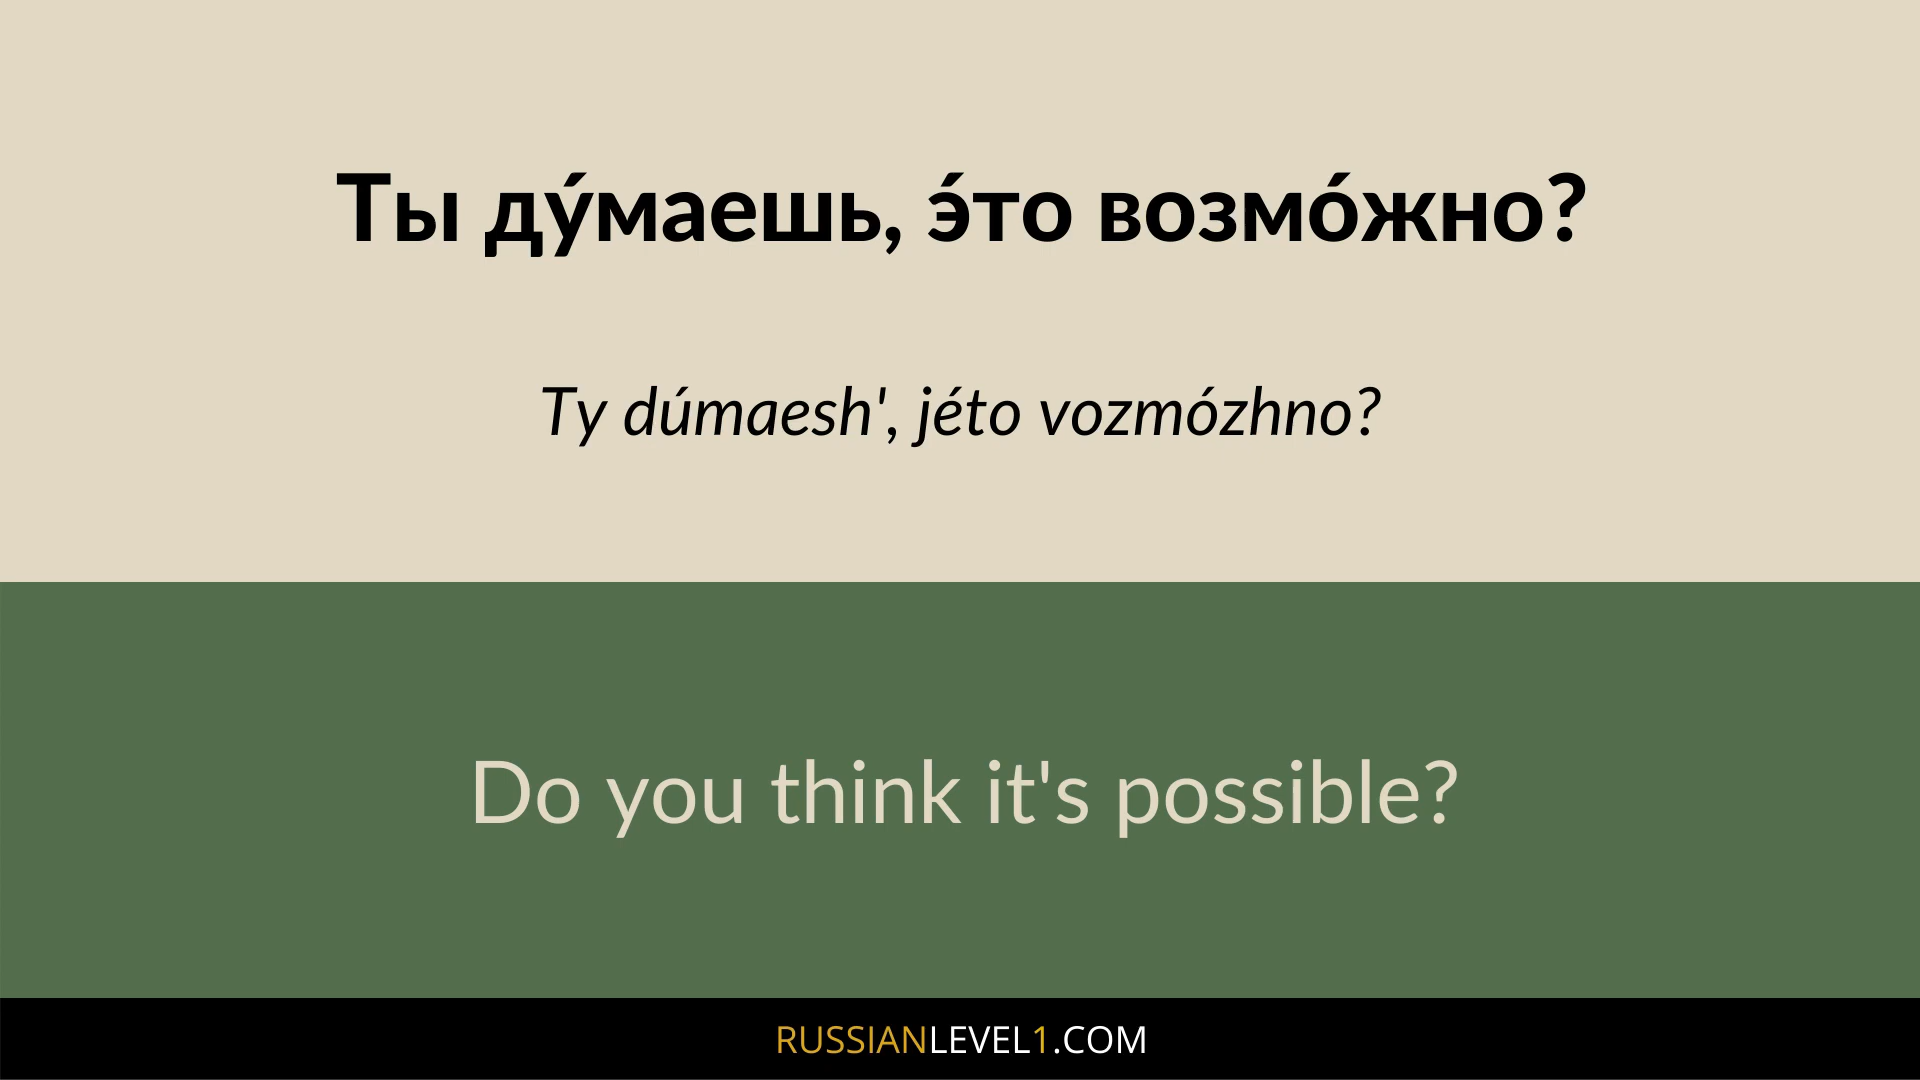 Ты ду́маешь, э́то возмо́жно?
Ty dúmaesh', jéto vozmózhno?
Do you think it's possible?
RUSSIANLEVEL1.COM